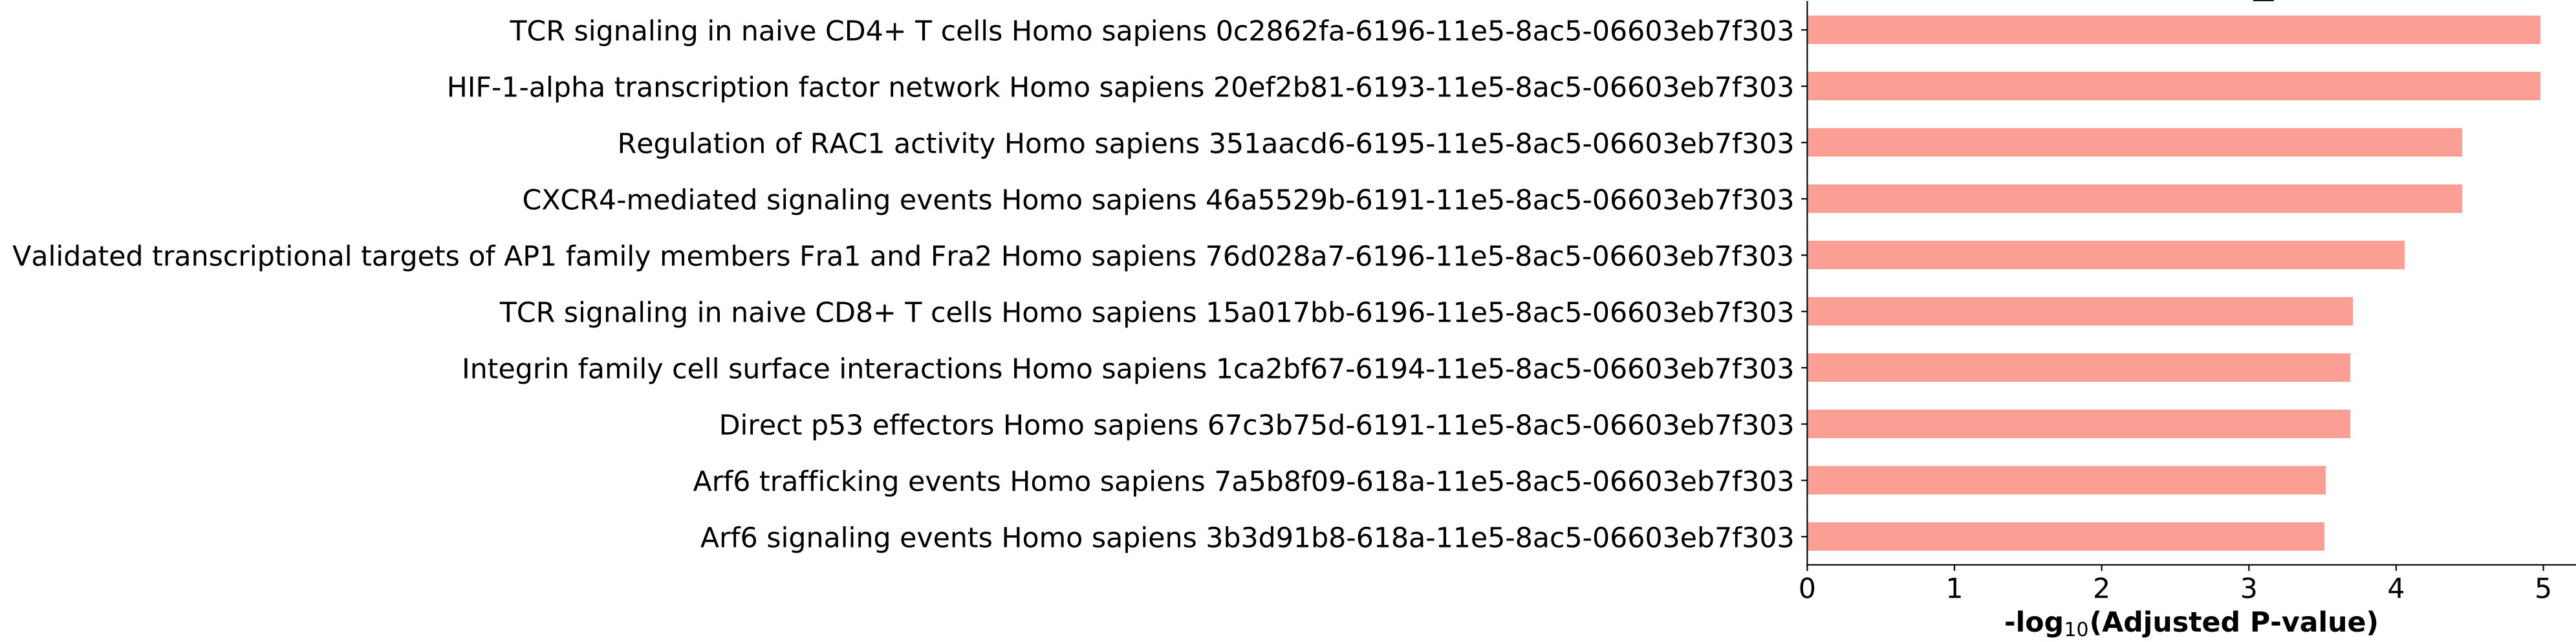 TCR signaling in naive CD4+ T cells Homo sapiens 0c2862fa-6196-11e5-8ac5-06603eb7f303
HIF-1-alpha transcription factor network Homo sapiens 20ef2b81-6193-11e5-8ac5-06603eb7f303
Regulation of RAC1 activity Homo sapiens 351aacd6-6195-11e5-8ac5-06603eb7f303
CXCR4-mediated signaling events Homo sapiens 46a5529b-6191-11e5-8ac5-06603eb7f303
Validated transcriptional targets of AP1 family members Fra1 and Fra2 Homo sapiens 76d028a7-6196-11e5-8ac5-06603eb7f303
TCR signaling in naive CD8+ T cells Homo sapiens 15a017bb-6196-11e5-8ac5-06603eb7f303
Integrin family cell surface interactions Homo sapiens 1ca2bf67-6194-11e5-8ac5-06603eb7f303
Direct p53 effectors Homo sapiens 67c3b75d-6191-11e5-8ac5-06603eb7f303
Arf6 trafficking events Homo sapiens 7a5b8f09-618a-11e5-8ac5-06603eb7f303
Arf6 signaling events Homo sapiens 3b3d91b8-618a-11e5-8ac5-06603eb7f303
0 1 2 3 4 5
-log₁₀(Adjusted P-value)